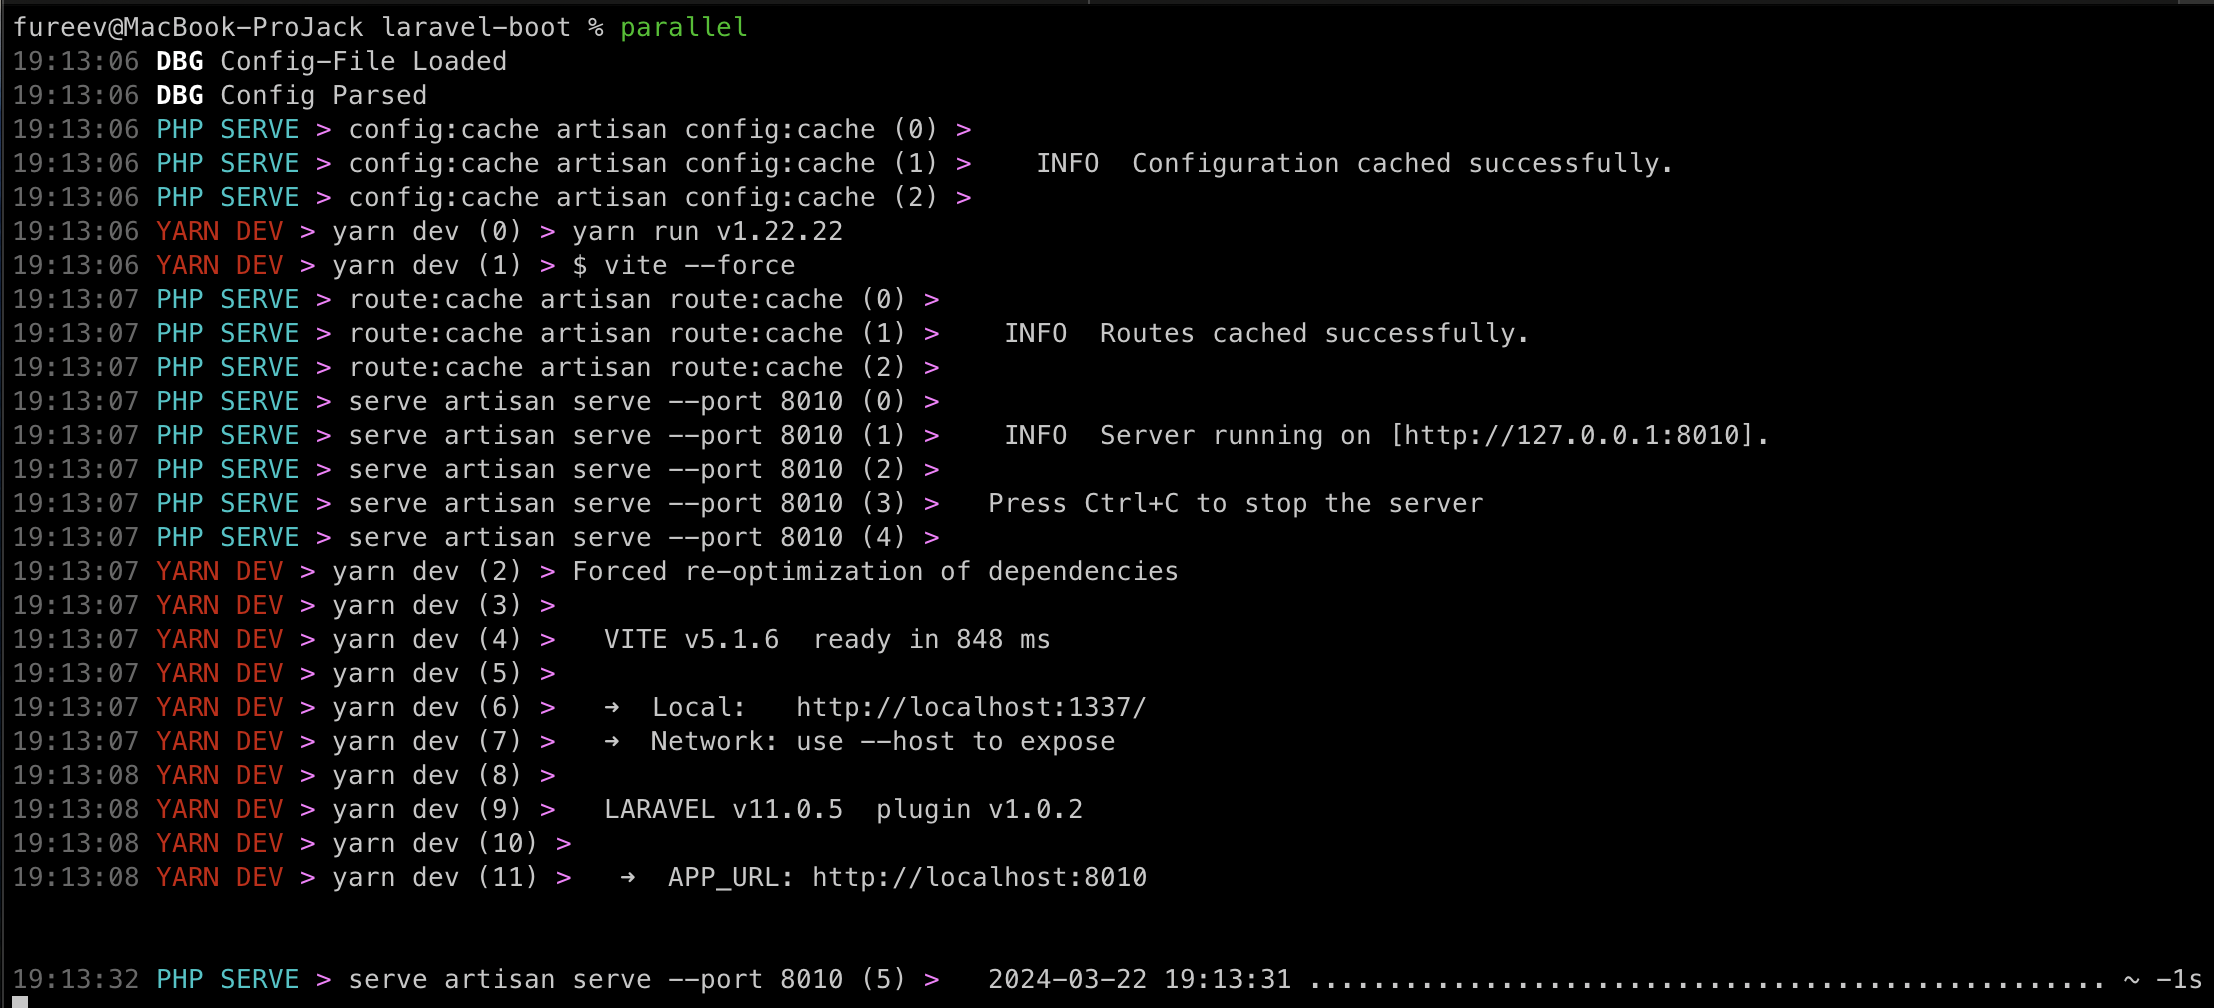 fureev@MacBook-ProJack laravel-boot % parallel
19:13:06 DBG Config-File Loaded
19:13:06 DBG Config Parsed
19:13:06 PHP SERVE > config:cache artisan config:cache (0) >
19:13:06 PHP SERVE > config:cache artisan config:cache (1) >    INFO  Configuration cached successfully.
19:13:06 PHP SERVE > config:cache artisan config:cache (2) >
19:13:06 YARN DEV > yarn dev (0) > yarn run v1.22.22
19:13:06 YARN DEV > yarn dev (1) > $ vite --force
19:13:07 PHP SERVE > route:cache artisan route:cache (0) >
19:13:07 PHP SERVE > route:cache artisan route:cache (1) >    INFO  Routes cached successfully.
19:13:07 PHP SERVE > route:cache artisan route:cache (2) >
19:13:07 PHP SERVE > serve artisan serve --port 8010 (0) >
19:13:07 PHP SERVE > serve artisan serve --port 8010 (1) >    INFO  Server running on [http://127.0.0.1:8010].
19:13:07 PHP SERVE > serve artisan serve --port 8010 (2) >
19:13:07 PHP SERVE > serve artisan serve --port 8010 (3) >   Press Ctrl+C to stop the server
19:13:07 PHP SERVE > serve artisan serve --port 8010 (4) >
19:13:07 YARN DEV > yarn dev (2) > Forced re-optimization of dependencies
19:13:07 YARN DEV > yarn dev (3) >
19:13:07 YARN DEV > yarn dev (4) >   VITE v5.1.6  ready in 848 ms
19:13:07 YARN DEV > yarn dev (5) >
19:13:07 YARN DEV > yarn dev (6) >   ➜  Local:   http://localhost:1337/
19:13:07 YARN DEV > yarn dev (7) >   ➜  Network: use --host to expose
19:13:08 YARN DEV > yarn dev (8) >
19:13:08 YARN DEV > yarn dev (9) >   LARAVEL v11.0.5  plugin v1.0.2
19:13:08 YARN DEV > yarn dev (10) >
19:13:08 YARN DEV > yarn dev (11) >   ➜  APP_URL: http://localhost:8010
19:13:32 PHP SERVE > serve artisan serve --port 8010 (5) >   2024-03-22 19:13:31 .................................................. ~ -1s